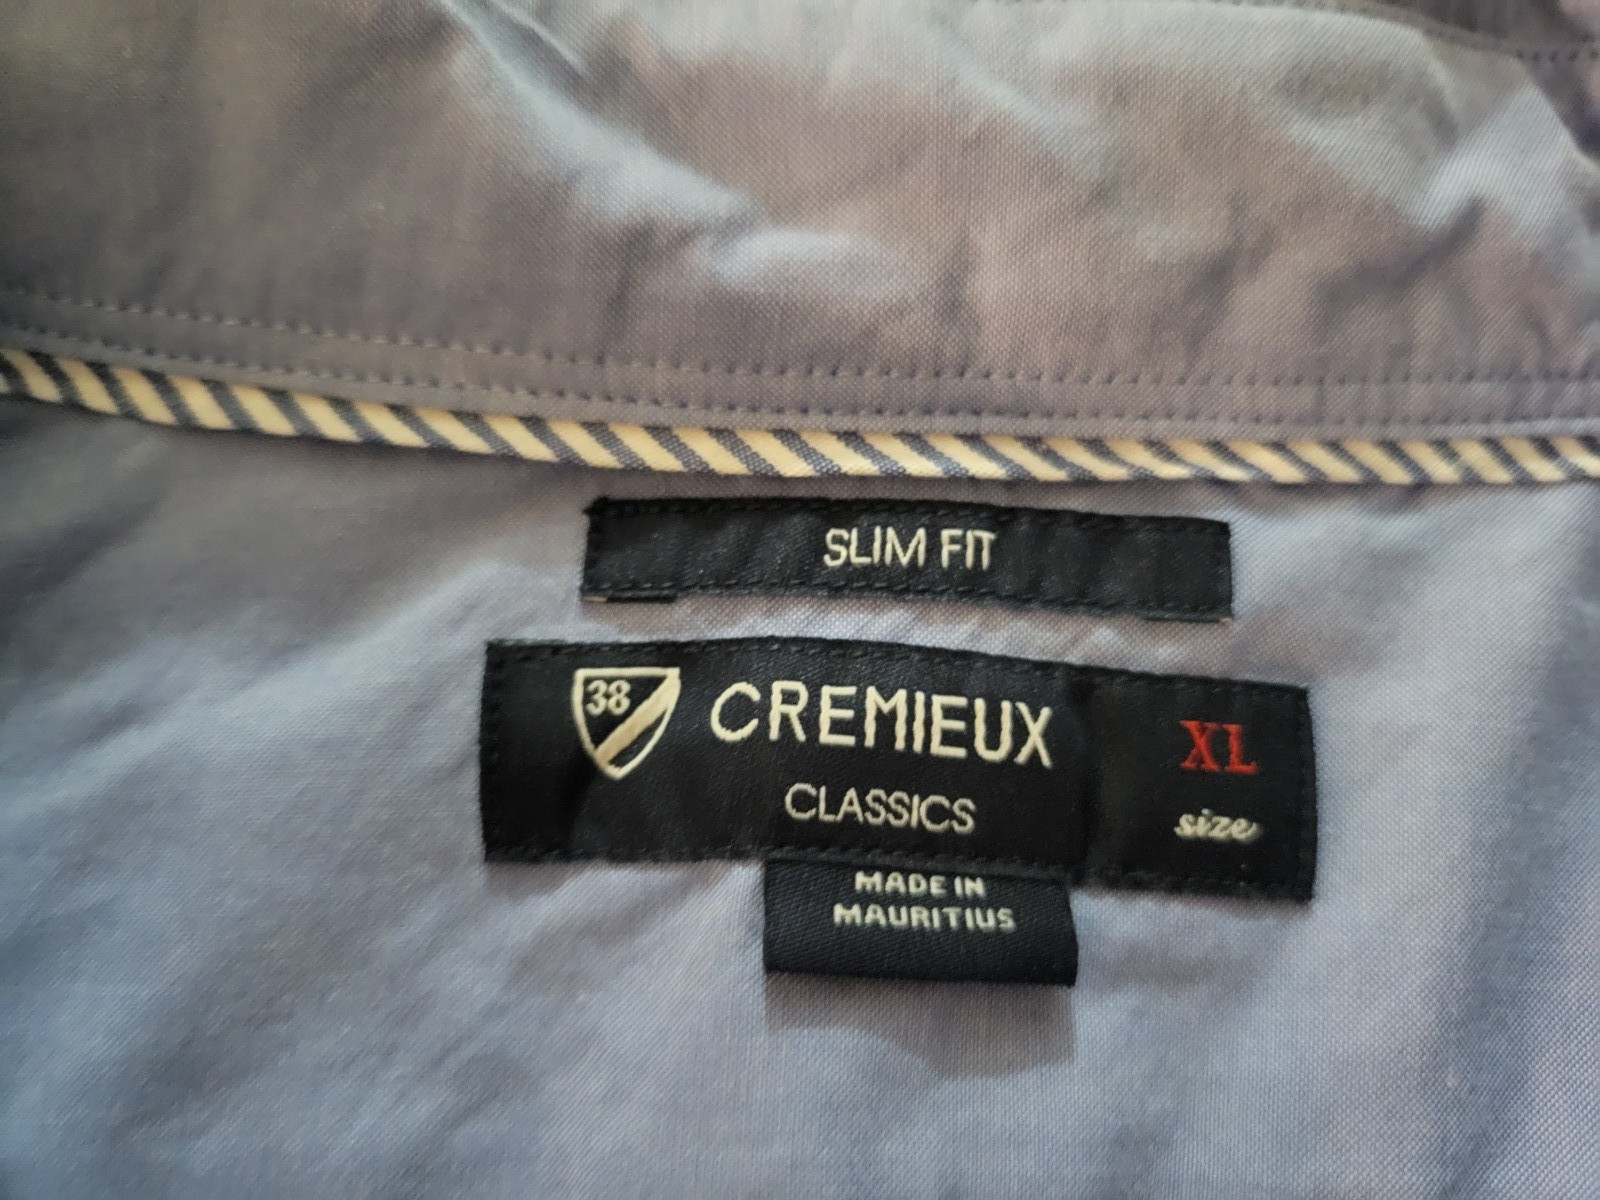 SLIM FIT
38
CREMIEUX
CLASSICS
XL
size
MADE IN
MAURITIUS